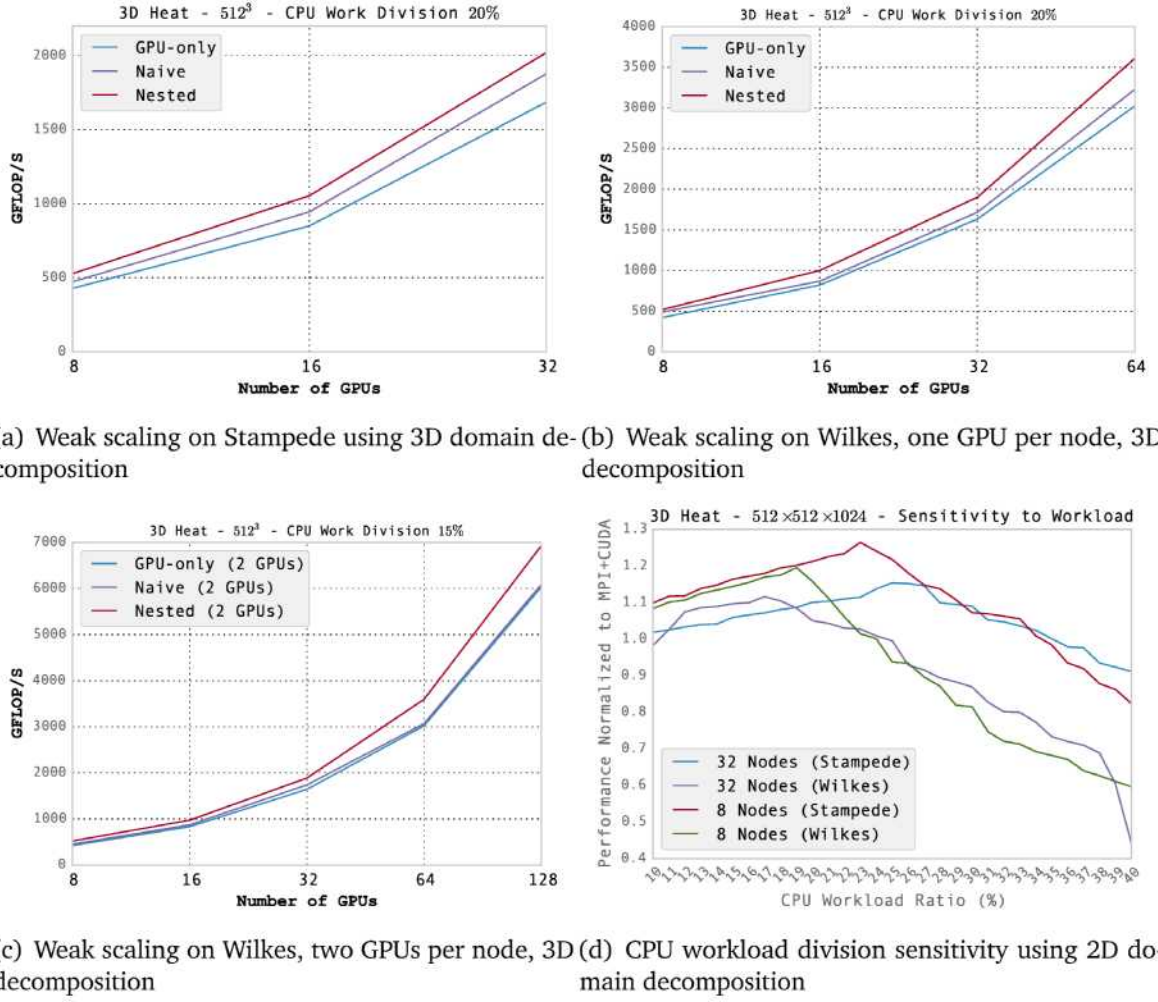 3D Heat - 512³ - CPU Work Division 20%
GPU-only
Naive
Nested
2000
1500
1000
500
0
GFLOP/S
8 16 32
Number of GPUs
3D Heat - 512³ - CPU Work Division 20%
GPU-only
Naive
Nested
4000
3500
3000
2500
2000
1500
1000
500
0
GFLOP/S
8 16 32 64
Number of GPUs
a) Weak scaling on Stampede using 3D domain de-
composition
(b) Weak scaling on Wilkes, one GPU per node, 3D
decomposition
3D Heat - 512³ - CPU Work Division 15%
GPU-only (2 GPUs)
Naive (2 GPUs)
Nested (2 GPUs)
7000
6000
5000
4000
3000
2000
1000
0
GFLOP/S
8 16 32 64 128
Number of GPUs
3D Heat - 512×512×1024 - Sensitivity to Workload
1.3
1.2
1.1
1.0
0.9
0.8
0.7
0.6
0.5
0.4
Performance Normalized to MPI+CUDA
32 Nodes (Stampede)
32 Nodes (Wilkes)
8 Nodes (Stampede)
8 Nodes (Wilkes)
10 11 12 13 14 15 16 17 18 19 20 21 22 23 24 25 26 27 28 29 30 31 32 33 34 35 36 37 38 39 40
CPU Workload Ratio (%)
c) Weak scaling on Wilkes, two GPUs per node, 3D
decomposition
(d) CPU workload division sensitivity using 2D do-
main decomposition